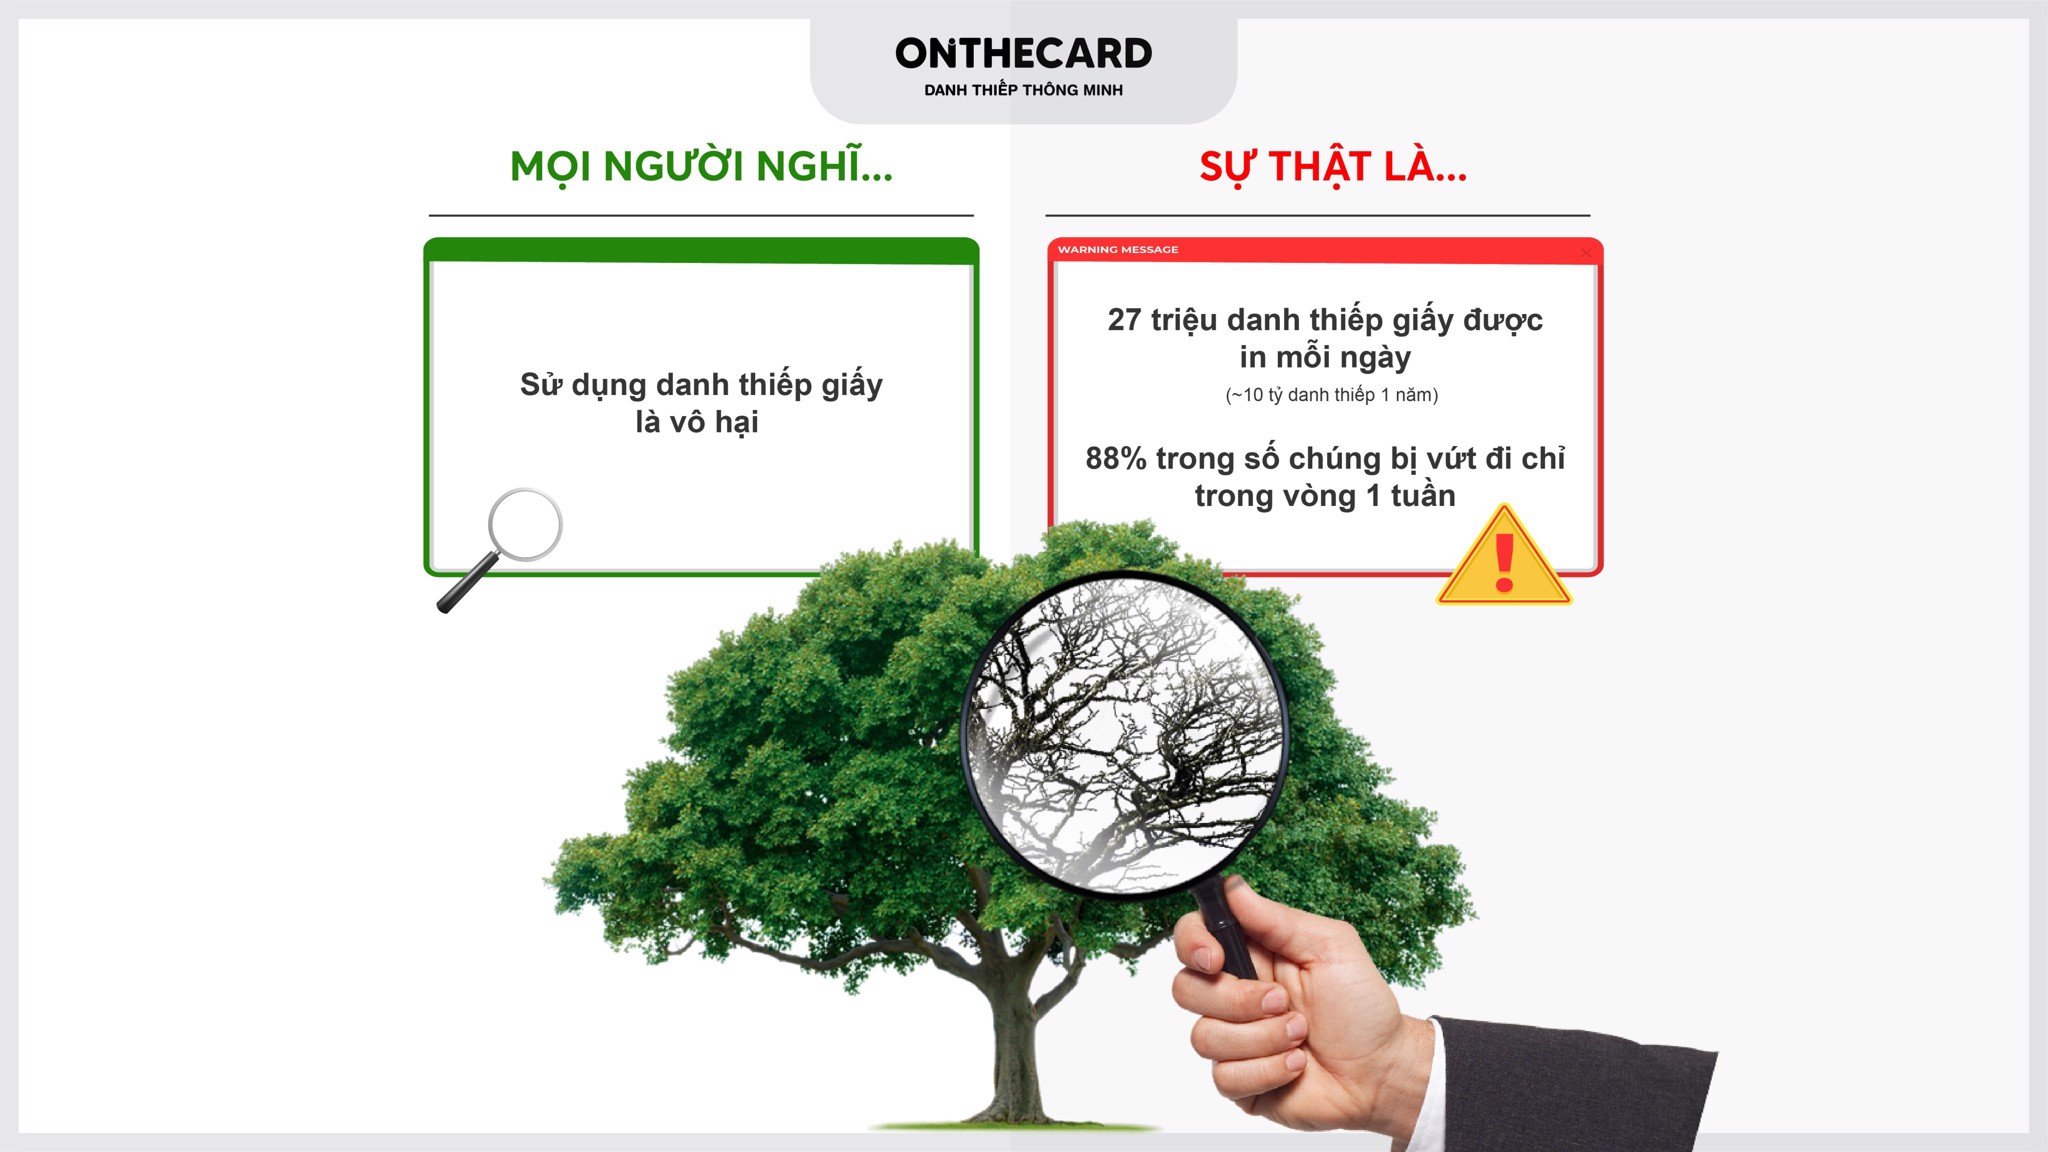 ONTHECARD
DANH THIẾP THÔNG MINH
MỌI NGƯỜI NGHĨ...
Sử dụng danh thiếp giấy
là vô hại
SỰ THẬT LÀ...
WARNING MESSAGE
27 triệu danh thiếp giấy được
in mỗi ngày
(~10 tỷ danh thiếp 1 năm)
88% trong số chúng bị vứt đi chỉ
trong vòng 1 tuần